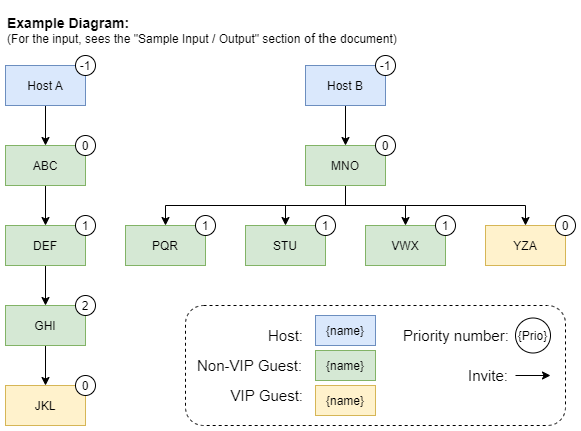 Example Diagram:
(For the input, sees the "Sample Input / Output" section of the document)
-1
-1
Host A
Host B
0
0
ABC
MNO
1
1
1
1
0
DEF
PQR
STU
VWX
YZA
2
GHI
Host:
{name}
Priority number:
{Prio}
Non-VIP Guest:
{name}
Invite:
0
VIP Guest:
{name}
JKL